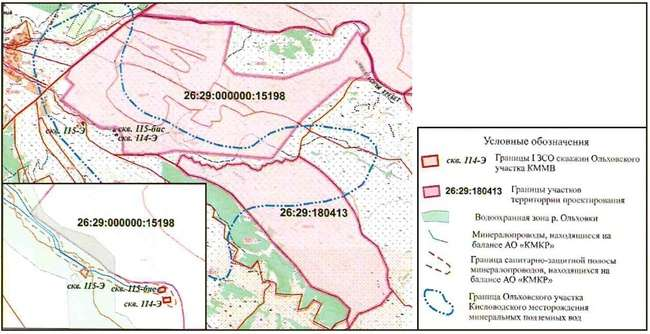 26:29:000000:15198
скв. 115-Э
скв. 115-бис
скв. 114-Э
26:29:180413
26:29:000000:15198
скв. 115-Э
скв. 115-бис
скв. 114-Э
Условные обозначения
скв. 114-Э
Границы I ЗСО скважин Ольховского
участка КММВ
26:29:180413
Границы участков
территории проектирования
Водоохранная зона р. Ольховки
Минералопроводы, находящиеся на
балансе АО «КМКР»
Граница санитарно-защитной полосы
минералопроводов, находящихся на
балансе АО «КМКР»
Граница Ольховского участка
Кисловодского месторождения
минеральных подземных вод